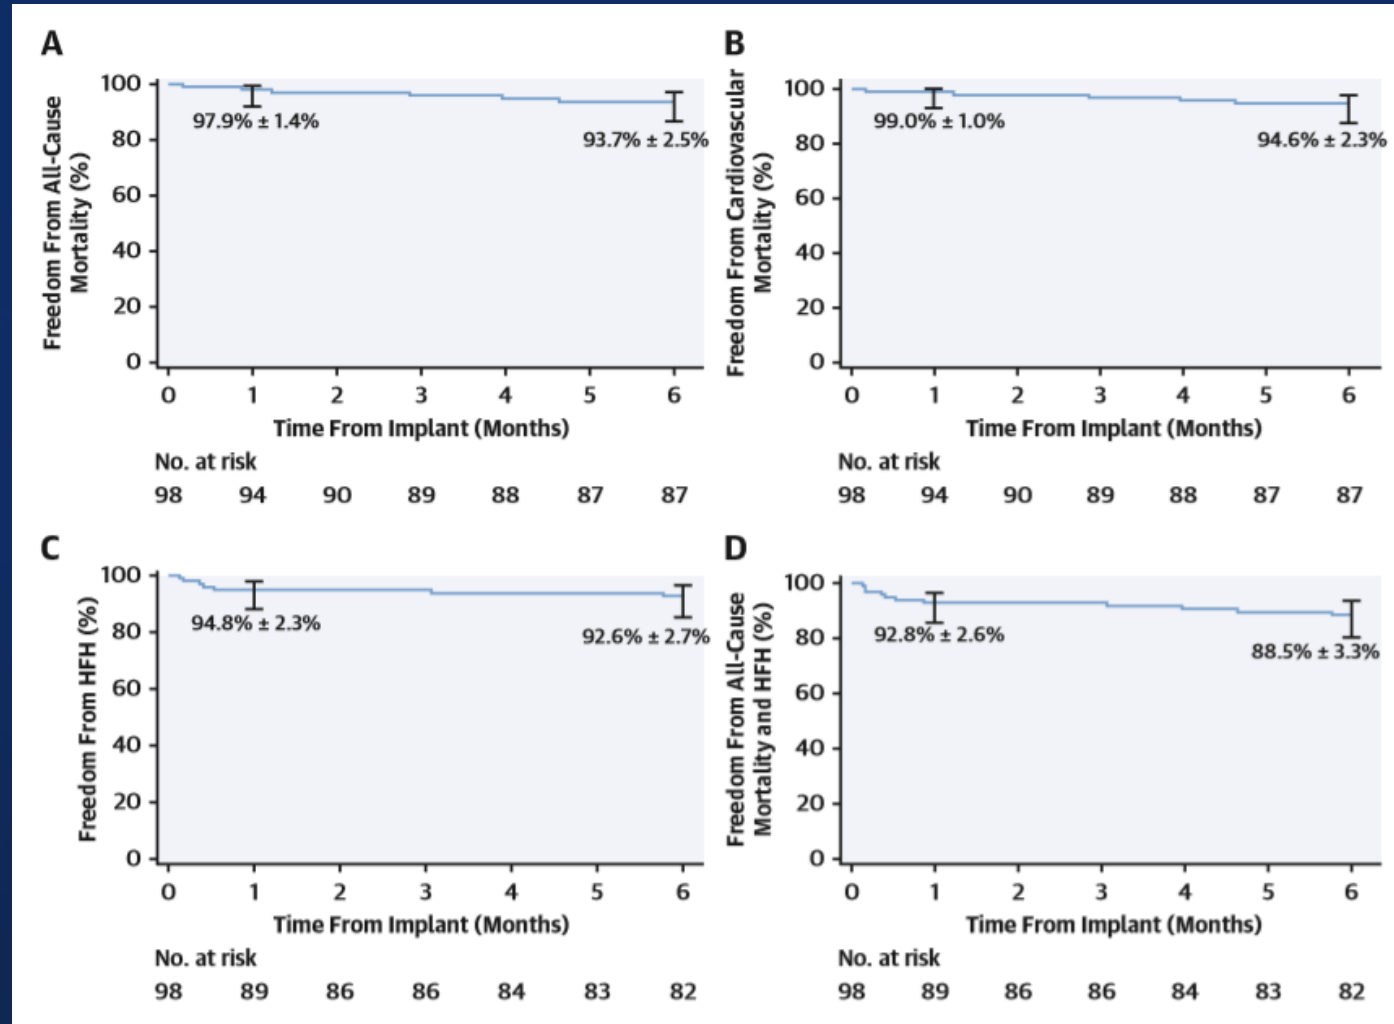 A
Freedom From All-Cause
Mortality (%)
100
80
60
40
20
0
97.9% ± 1.4%
93.7% ± 2.5%
0 1 2 3 4 5 6
Time From Implant (Months)
No. at risk
98 94 90 89 88 87 87
B
Freedom From Cardiovascular
Mortality (%)
100
80
60
40
20
0
99.0% ± 1.0%
94.6% ± 2.3%
0 1 2 3 4 5 6
Time From Implant (Months)
No. at risk
98 94 90 89 88 87 87
C
Freedom From HFH (%)
100
80
60
40
20
0
94.8% ± 2.3%
92.6% ± 2.7%
0 1 2 3 4 5 6
Time From Implant (Months)
No. at risk
98 89 86 86 84 83 82
D
Freedom From All-Cause
Mortality and HFH (%)
100
80
60
40
20
0
92.8% ± 2.6%
88.5% ± 3.3%
0 1 2 3 4 5 6
Time From Implant (Months)
No. at risk
98 89 86 86 84 83 82